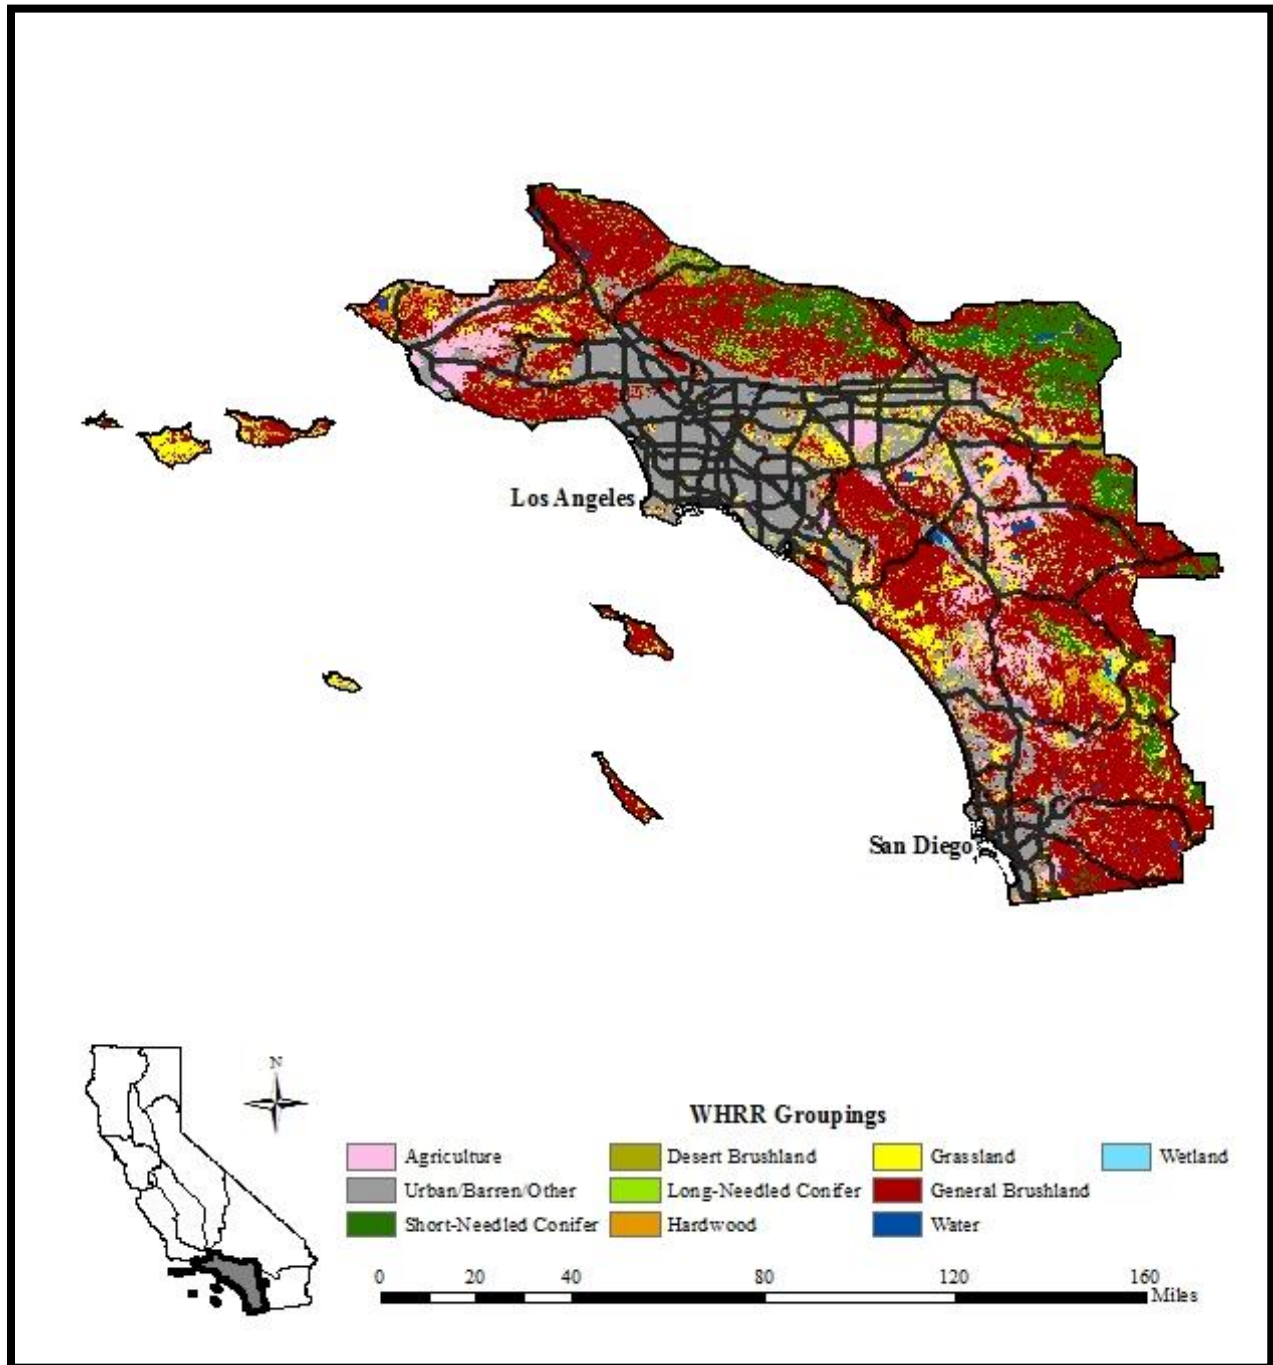 Los Angeles
San Diego
N
WHRR Groupings
Agriculture
Desert Brushland
Grassland
Wetland
Urban/Barren/Other
Long-Needled Conifer
General Brushland
Short-Needled Conifer
Hardwood
Water
0 20 40 80 120 160
Miles